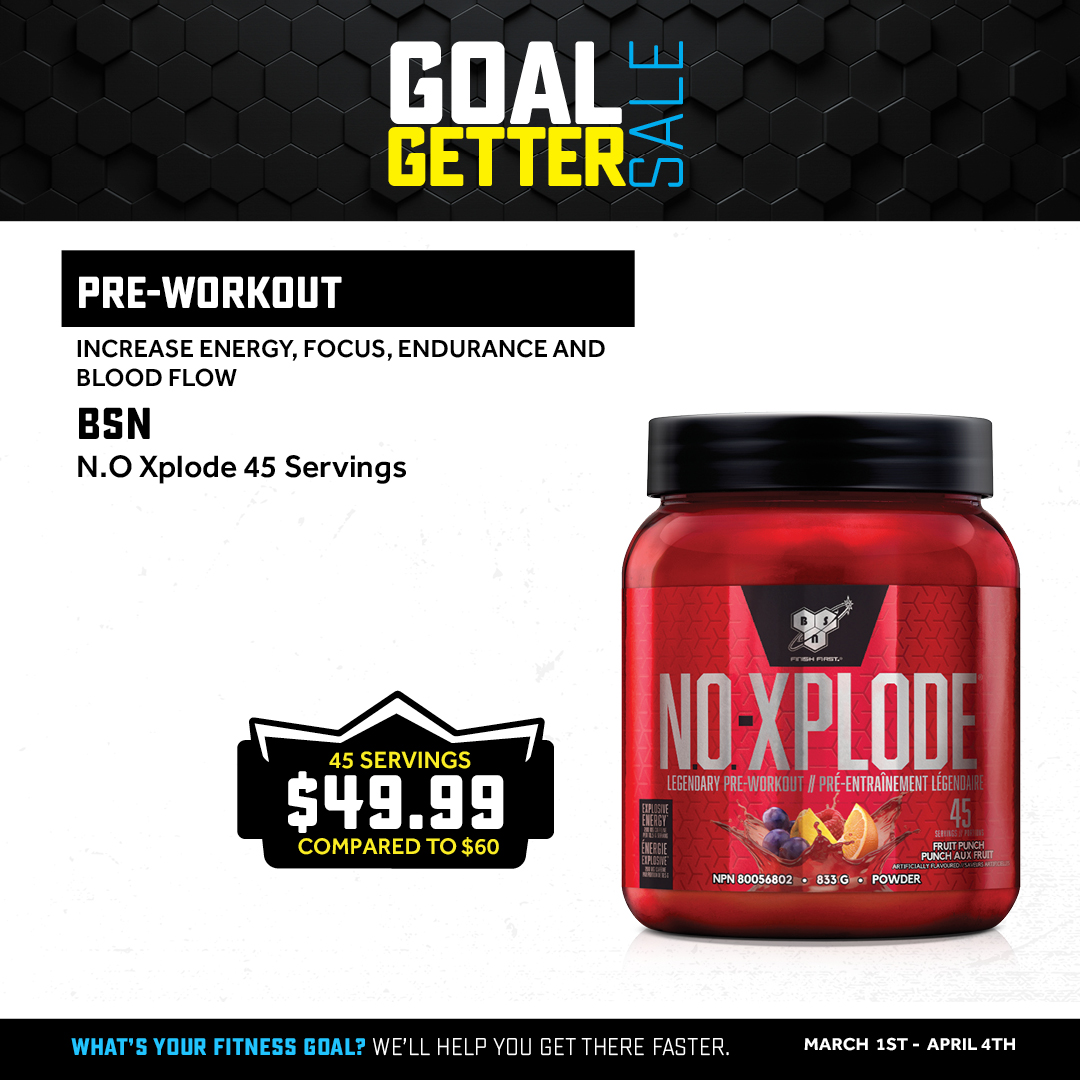 GOAL
GETTER
SALE
PRE-WORKOUT
INCREASE ENERGY, FOCUS, ENDURANCE AND
BLOOD FLOW
BSN
N.O Xplode 45 Servings
45 SERVINGS
$49.99
COMPARED TO $60
BSN
FINISH FIRST.®
N.O.-XPLODE
LEGENDARY PRE-WORKOUT // PRÉ-ENTRAÎNEMENT LÉGENDAIRE
EXPLOSIVE
ENERGY
ÉNERGIE
EXPLOSIVE
45
FRUIT PUNCH
PUNCH AUX FRUIT
NPN 80056802 • 833 G • POWDER
WHAT'S YOUR FITNESS GOAL? WE'LL HELP YOU GET THERE FASTER.
MARCH 1ST - APRIL 4TH